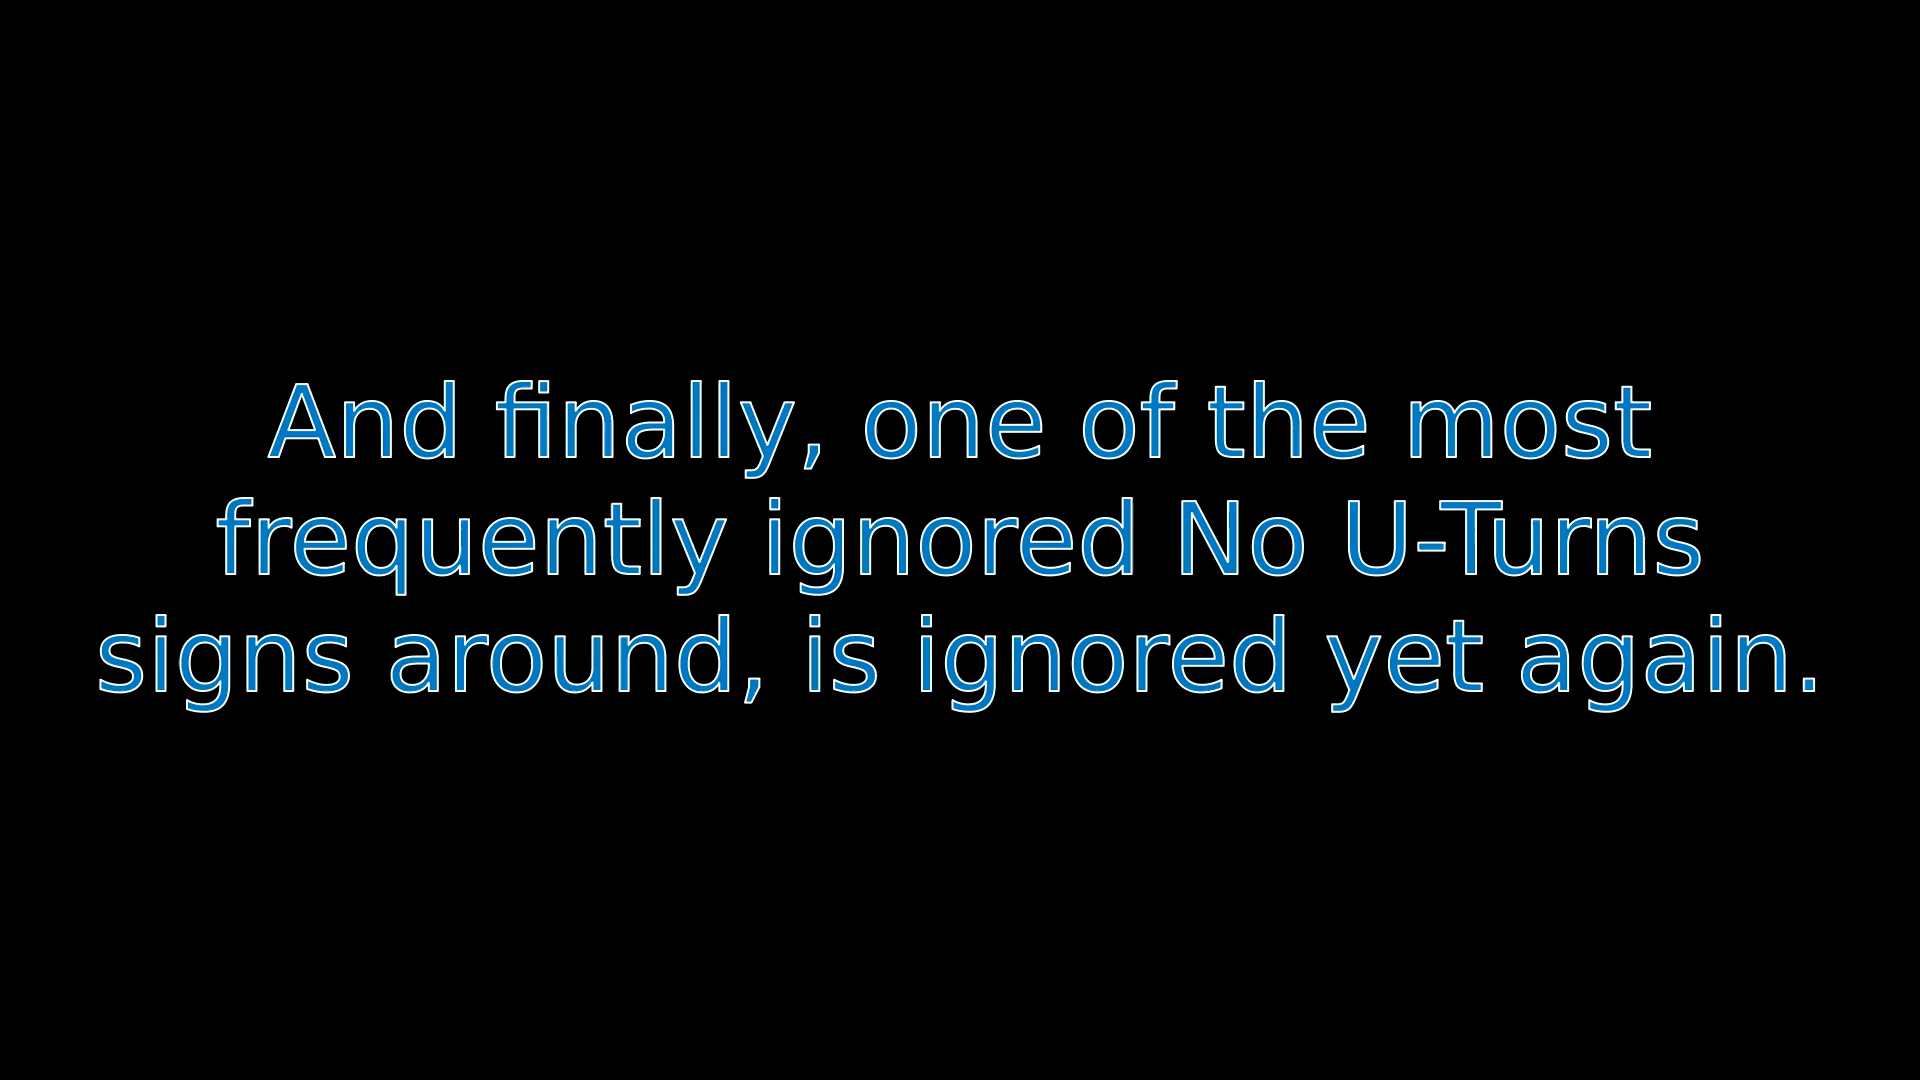 And finally, one of the most
frequently ignored No U-Turns
signs around, is ignored yet again.